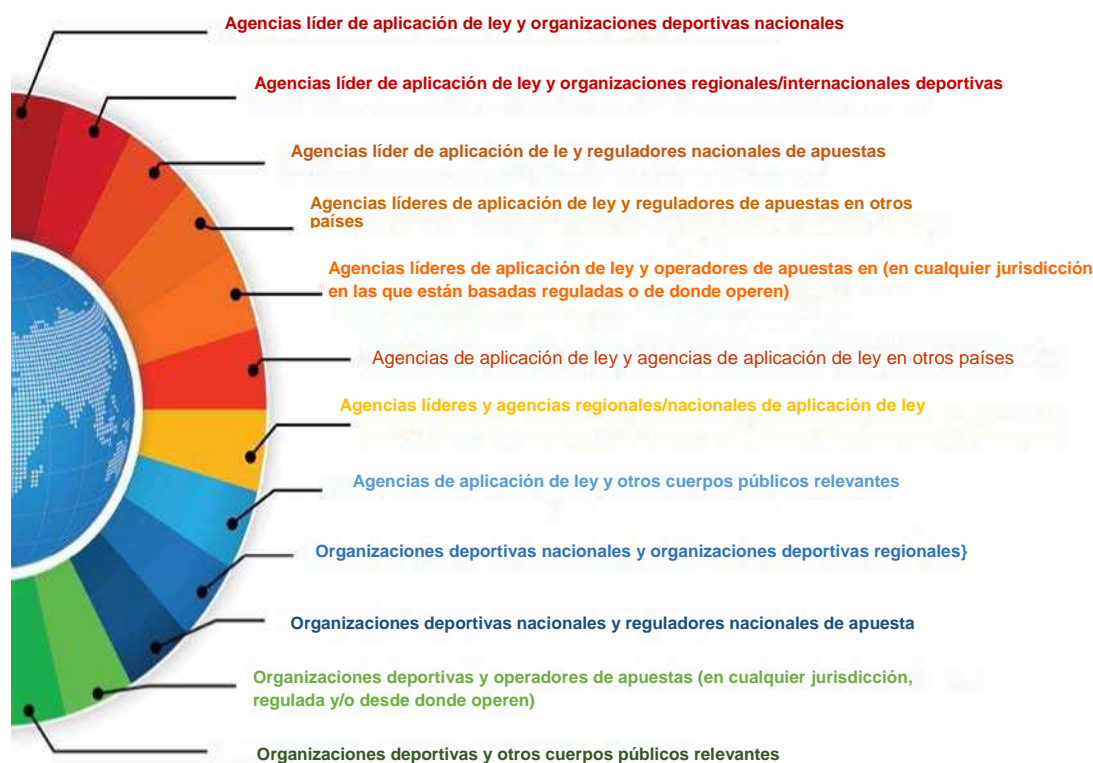 Agencias líder de aplicación de ley y organizaciones deportivas nacionales
Agencias líder de aplicación de ley y organizaciones regionales/internacionales deportivas
Agencias líder de aplicación de le y reguladores nacionales de apuestas
Agencias líderes de aplicación de ley y reguladores de apuestas en otros
países
Agencias líderes de aplicación de ley y operadores de apuestas en (en cualquier jurisdicción
en las que están basadas reguladas o de donde operen)
Agencias de aplicación de ley y agencias de aplicación de ley en otros países
Agencias líderes y agencias regionales/nacionales de aplicación de ley
Agencias de aplicación de ley y otros cuerpos públicos relevantes
Organizaciones deportivas nacionales y organizaciones deportivas regionales}
Organizaciones deportivas nacionales y reguladores nacionales de apuesta
Organizaciones deportivas y operadores de apuestas (en cualquier jurisdicción,
regulada y/o desde donde operen)
Organizaciones deportivas y otros cuerpos públicos relevantes